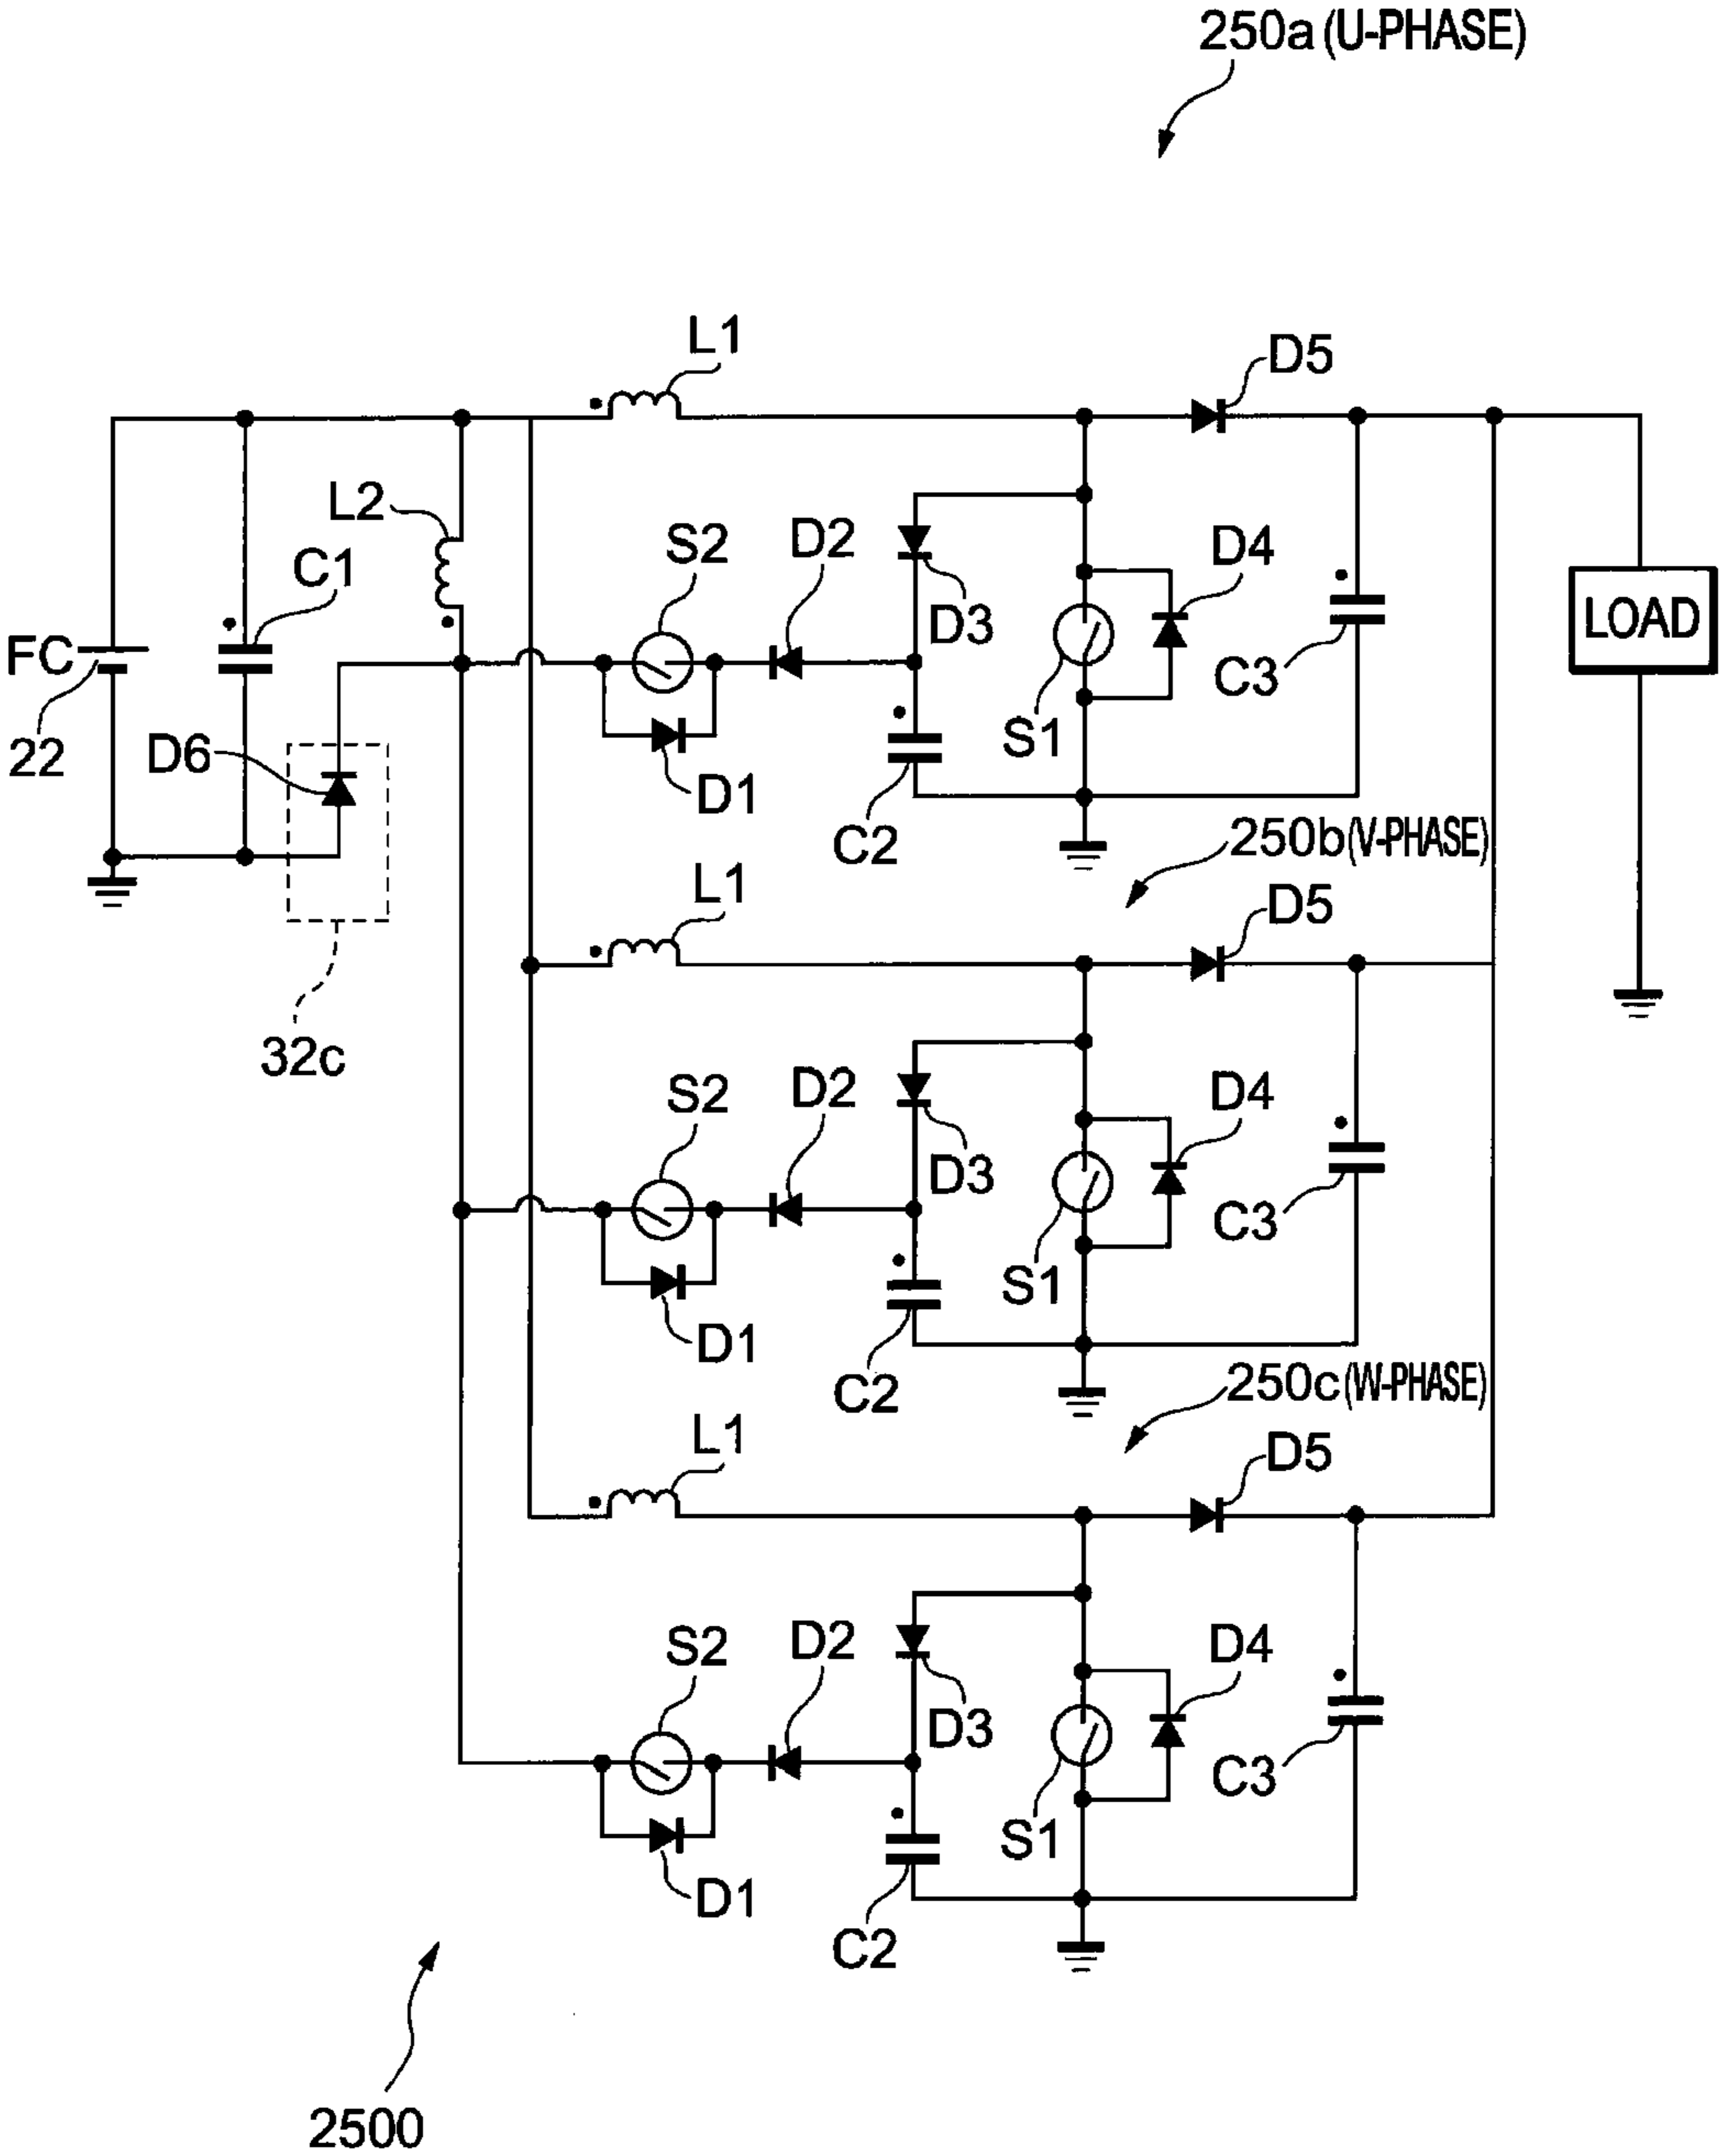 250a (U-PHASE)
L1
D5
L2
C1
S2
D2
D3
D4
LOAD
FC
22
D6
D1
C2
S1
C3
250b (V-PHASE)
L1
D5
32c
S2
D2
D3
D4
D1
C2
S1
C3
250c (W-PHASE)
L1
D5
S2
D2
D3
D4
D1
C2
S1
C3
2500